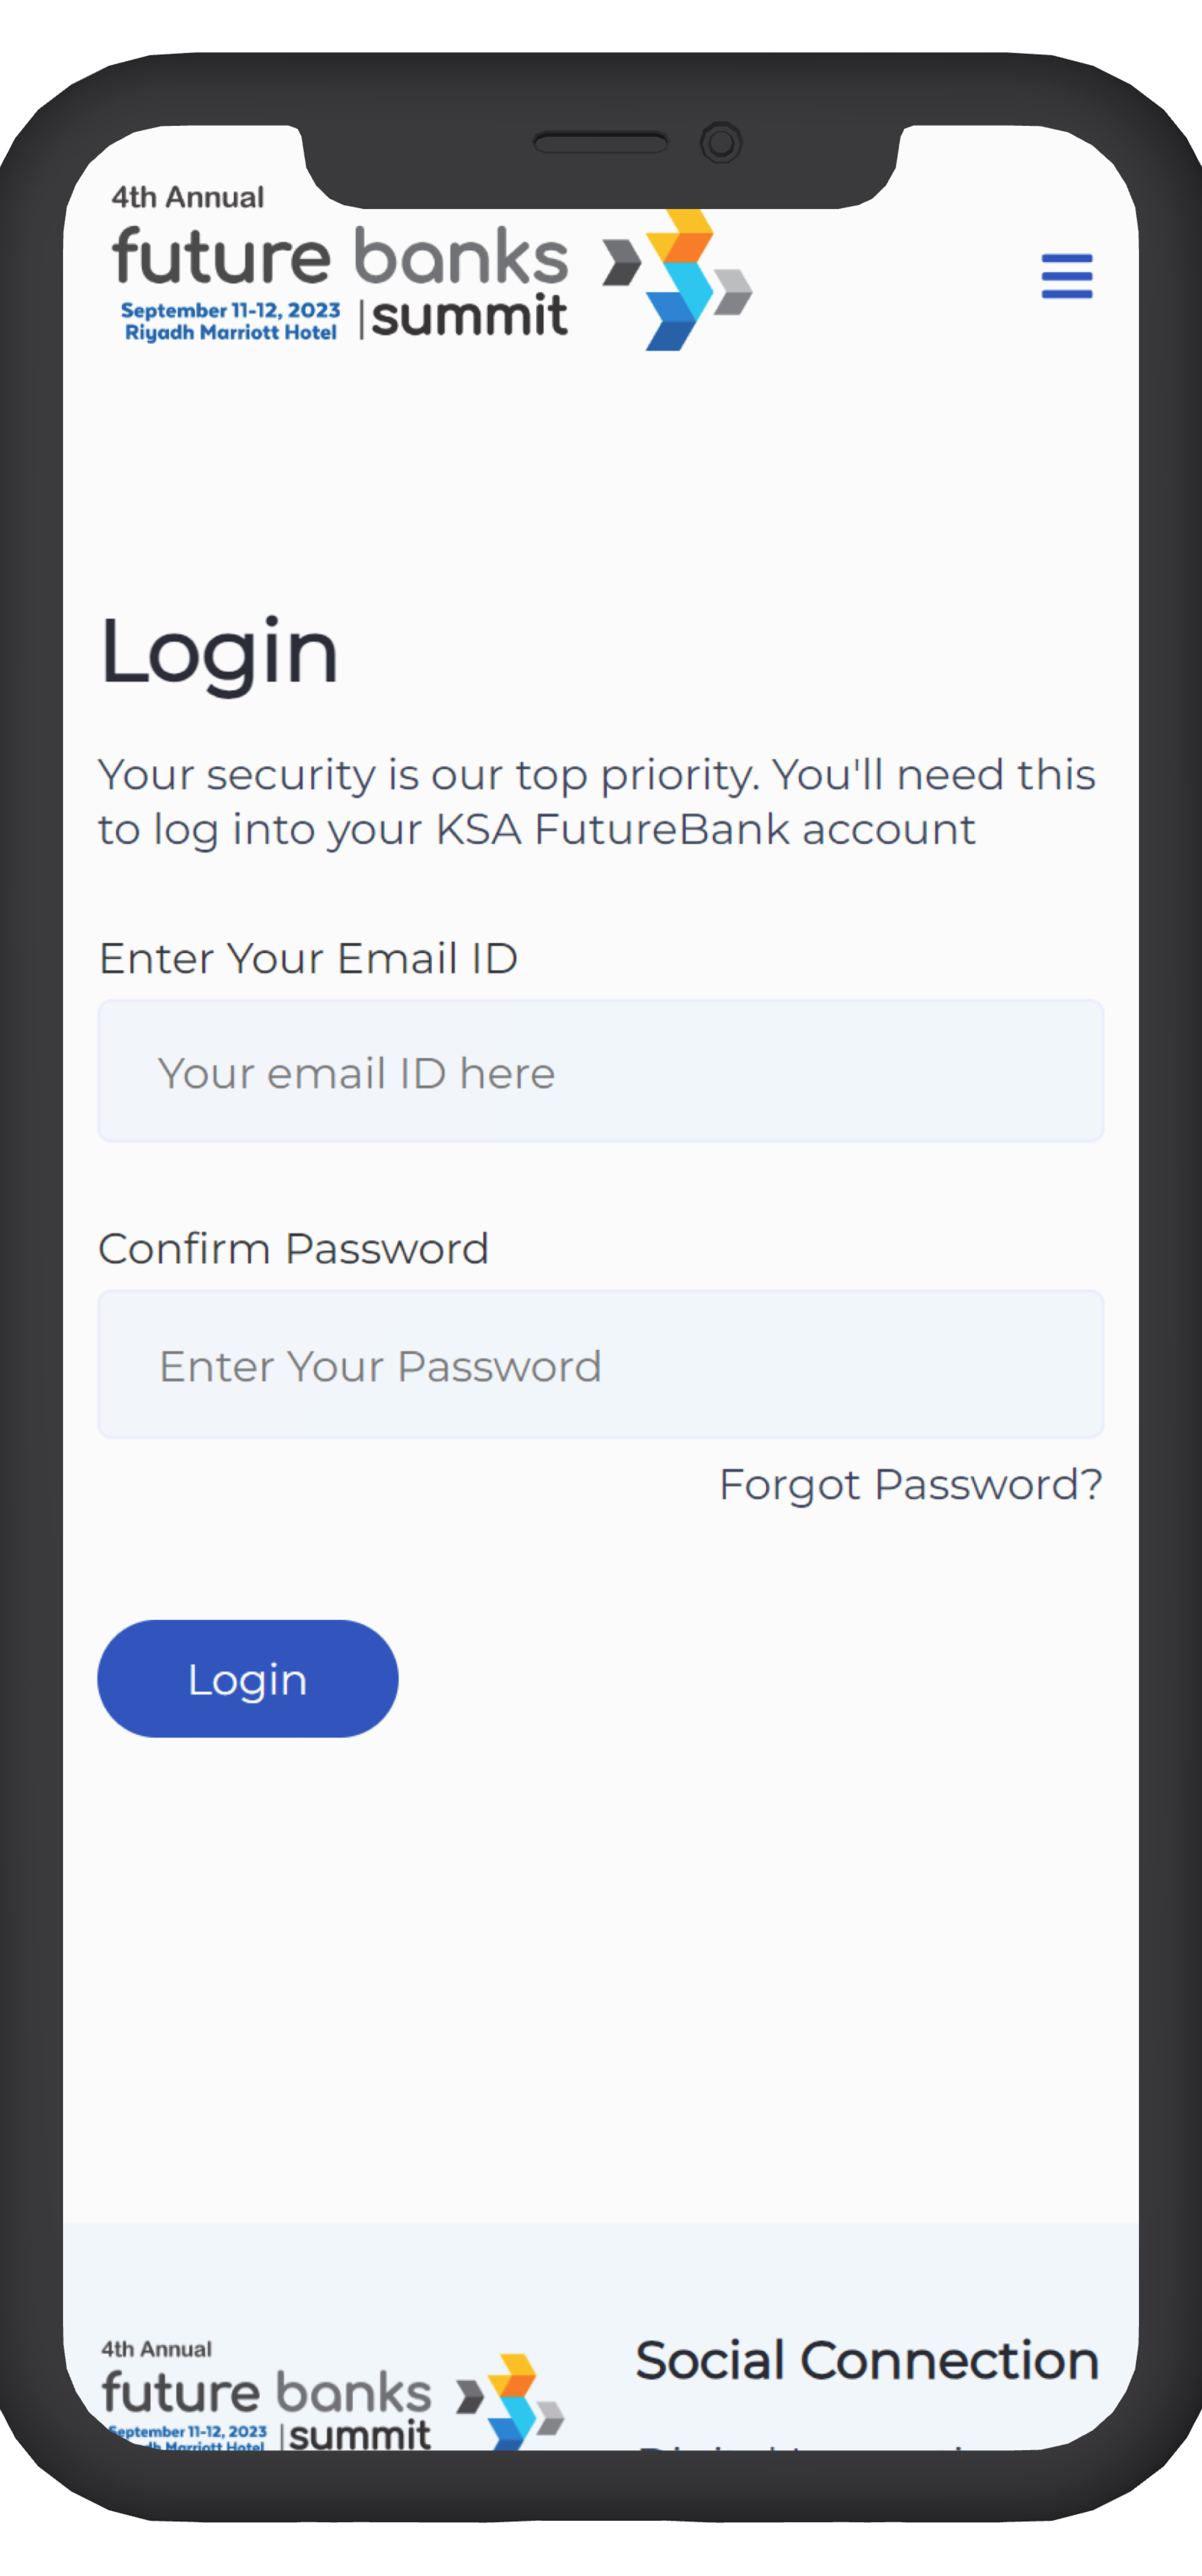 4th Annual
future banks
September 11-12, 2023
Riyadh Marriott Hotel
|summit
Login
Your security is our top priority. You'll need this
to log into your KSA FutureBank account
Enter Your Email ID
Your email ID here
Confirm Password
Enter Your Password
Forgot Password?
Login
4th Annual
future banks
September 11-12, 2023
Marriott Hotel
|summit
Social Connection